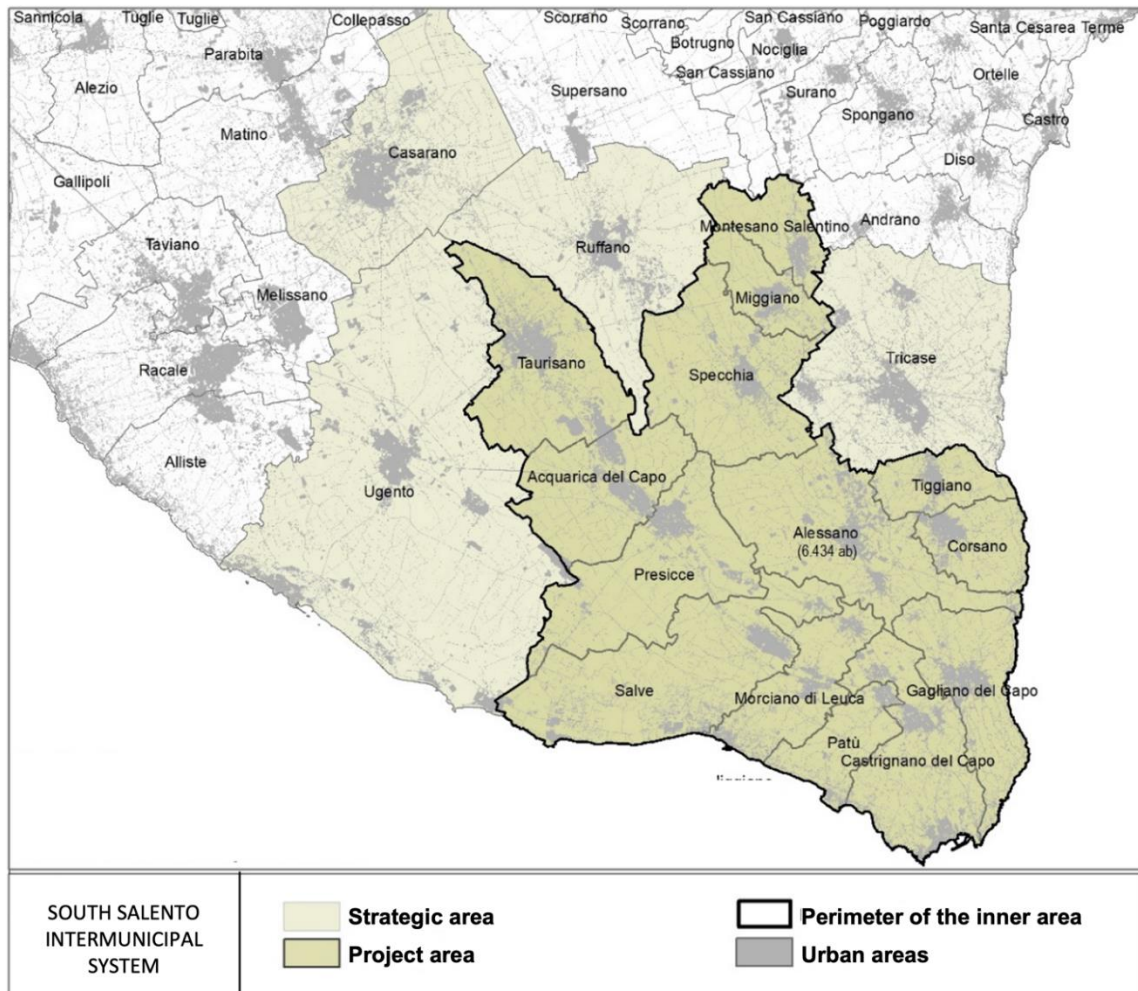 Sannicola
Tuglie
Tuglie
Collepasso
Scorrano
Scorrano
San Cassiano
Poggiardo
Santa Cesarea Terme
Parabita
Botrugno
Nociglia
San Cassiano
Ortelle
Alezio
Supersano
Surano
Spongano
Castro
Matino
Casarano
Diso
Gallipoli
Andrano
Taviano
Ruffano
Montesano Salentino
Melissano
Miggiano
Taurisano
Tricase
Racale
Specchia
Alliste
Acquarica del Capo
Ugento
Tiggiano
Alessano
(6.434 ab)
Corsano
Presicce
Salve
Morciano di Leuca
Gagliano del Capo
Patù
Castrignano del Capo
SOUTH SALENTO
INTERMUNICIPAL
SYSTEM
Strategic area
Project area
Perimeter of the inner area
Urban areas